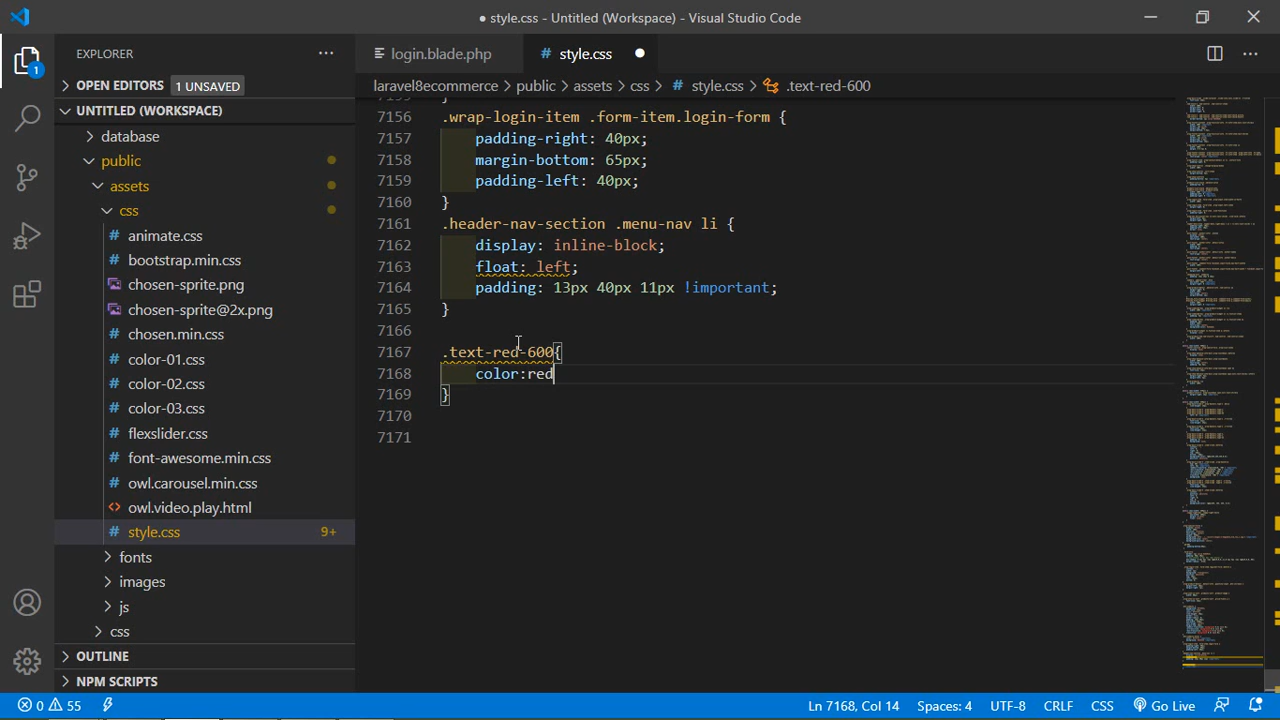 ● style.css - Untitled (Workspace) - Visual Studio Code
EXPLORER
login.blade.php
# style.css
OPEN EDITORS 1 UNSAVED
laravel8ecommerce > public > assets > css > # style.css > .text-red-600
UNTITLED (WORKSPACE)
database
public
assets
css
animate.css
bootstrap.min.css
chosen-sprite.png
chosen-sprite@2x.png
chosen.min.css
color-01.css
color-02.css
color-03.css
flexslider.css
font-awesome.min.css
owl.carousel.min.css
owl.video.play.html
style.css 9+
fonts
images
js
css
OUTLINE
NPM SCRIPTS
1
7156 .wrap-login-item .form-item.login-form {
7157 padding-right: 40px;
7158 margin-bottom: 65px;
7159 padding-left: 40px;
7160 }
7161 .header-nav-section .menu-nav li {
7162 display: inline-block;
7163 float: left;
7164 padding: 13px 40px 11px !important;
7165 }
7166
7167 .text-red-600{
7168 color:red
7169 }
7170
7171
0 55 Ln 7168, Col 14 Spaces: 4 UTF-8 CRLF CSS Go Live